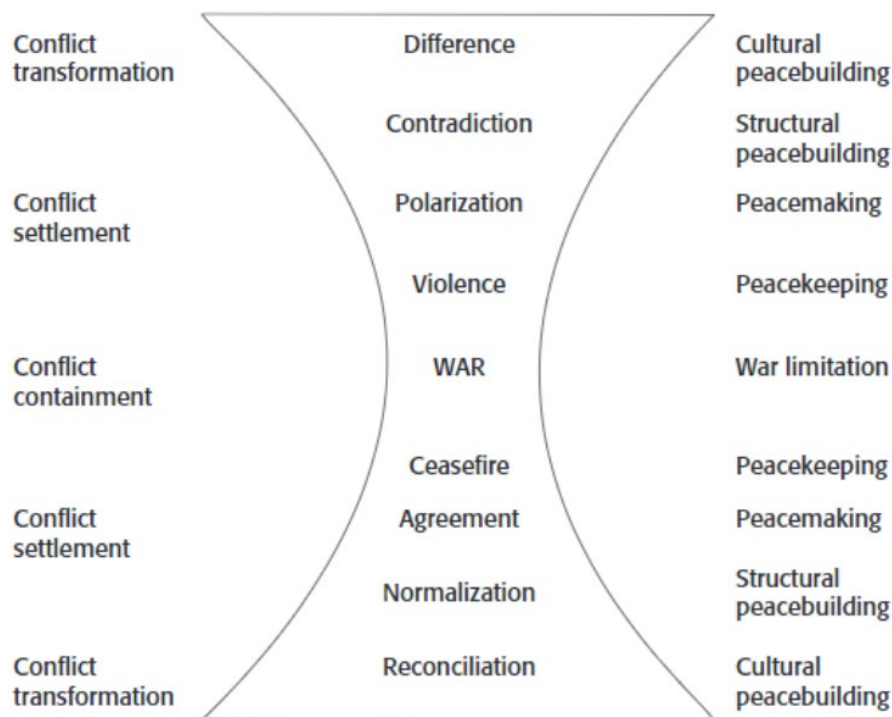 Conflict
transformation
Difference
Cultural
peacebuilding
Contradiction
Structural
peacebuilding
Conflict
settlement
Polarization
Peacemaking
Violence
Peacekeeping
Conflict
containment
WAR
War limitation
Ceasefire
Peacekeeping
Conflict
settlement
Agreement
Peacemaking
Normalization
Structural
peacebuilding
Conflict
transformation
Reconciliation
Cultural
peacebuilding